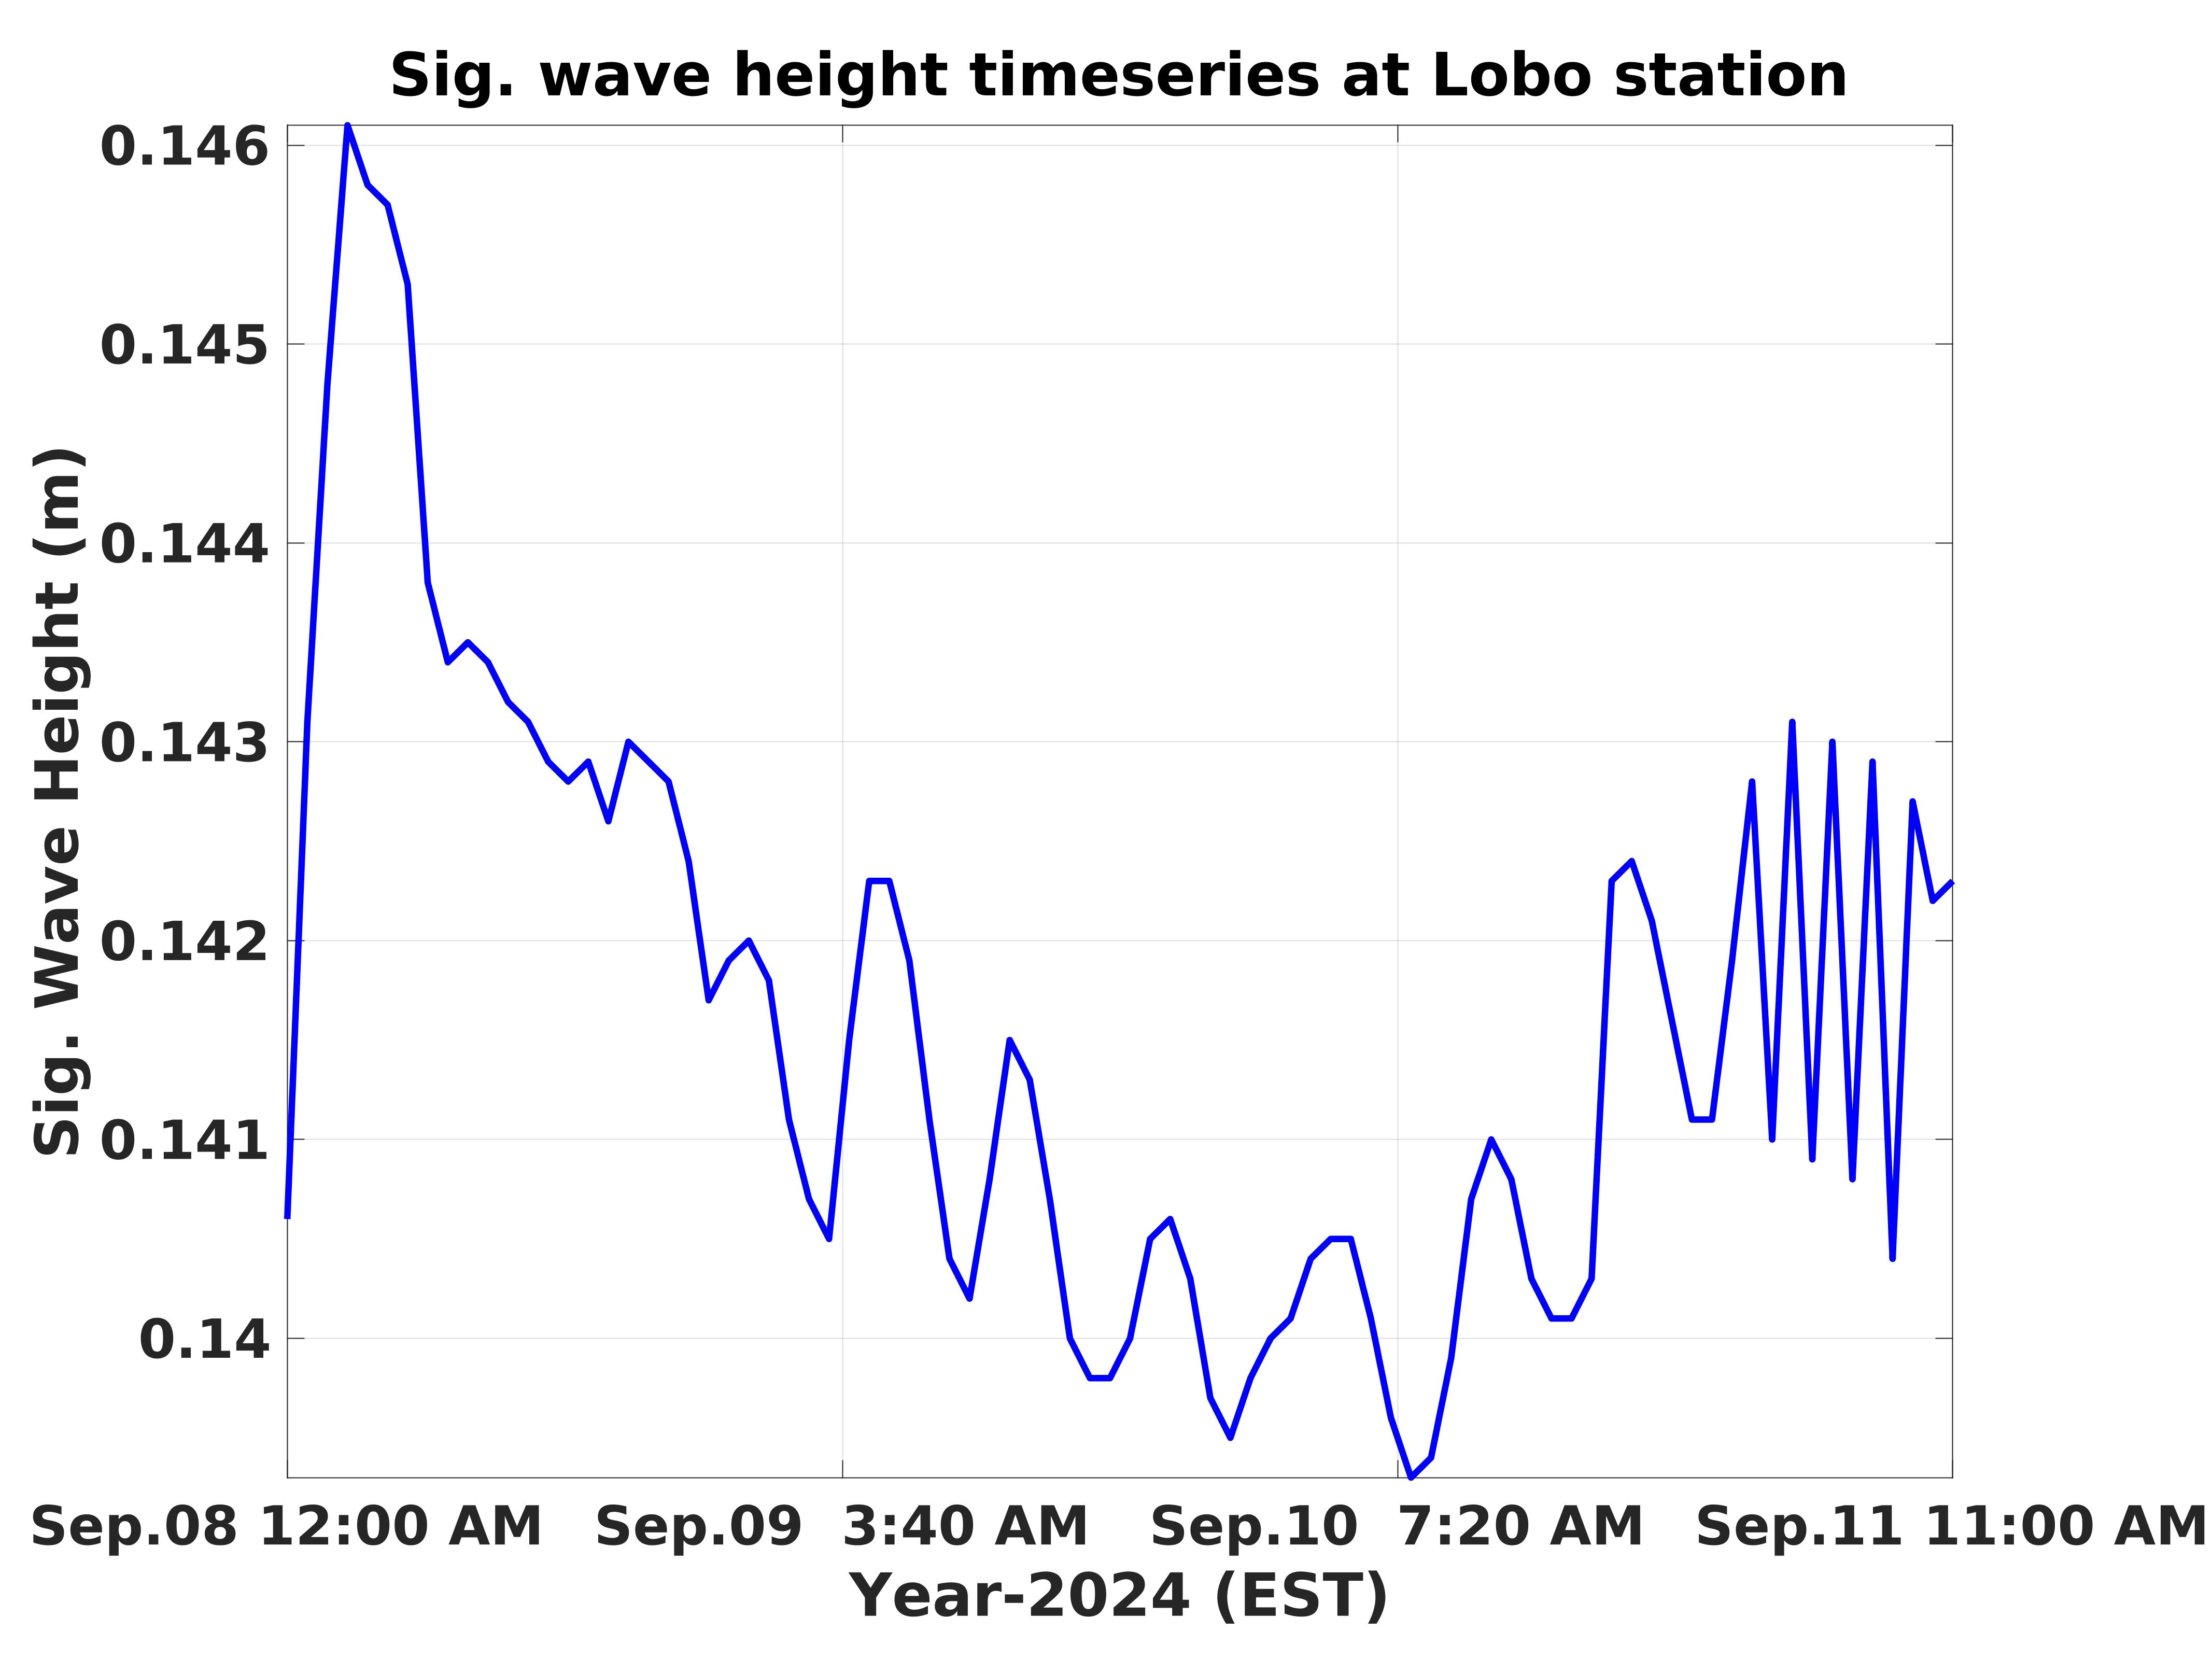 Sig. wave height timeseries at Lobo station
Sig. Wave Height (m)
0.146
0.145
0.144
0.143
0.142
0.141
0.14
Sep.08 12:00 AM Sep.09 3:40 AM Sep.10 7:20 AM Sep.11 11:00 AM
Year-2024 (EST)